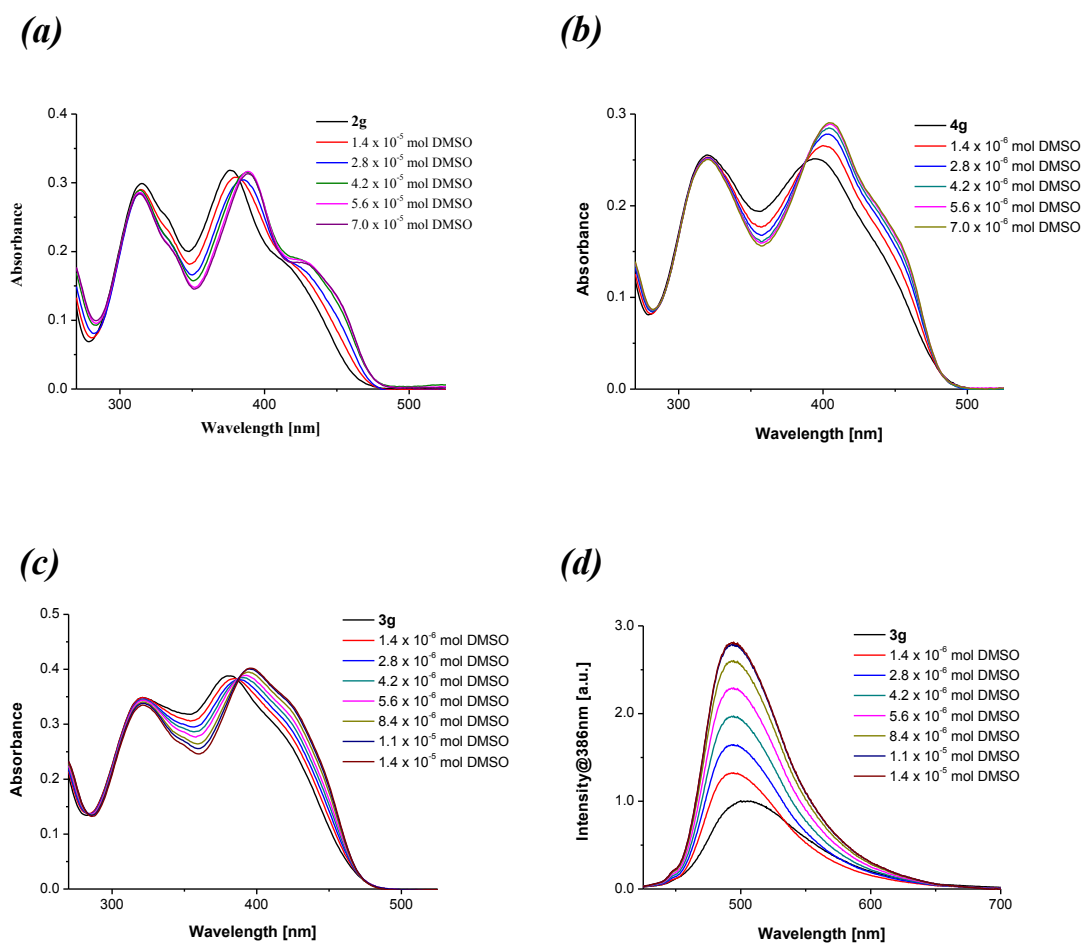 (a)
0.4
0.3
0.2
0.1
0.0
Absorbance
300
400
500
Wavelength [nm]
2g
1.4 x 10⁻⁵ mol DMSO
2.8 x 10⁻⁵ mol DMSO
4.2 x 10⁻⁵ mol DMSO
5.6 x 10⁻⁵ mol DMSO
7.0 x 10⁻⁵ mol DMSO
(b)
0.3
0.2
0.1
0.0
Absorbance
300
400
500
Wavelength [nm]
4g
1.4 x 10⁻⁶ mol DMSO
2.8 x 10⁻⁶ mol DMSO
4.2 x 10⁻⁶ mol DMSO
5.6 x 10⁻⁶ mol DMSO
7.0 x 10⁻⁶ mol DMSO
(c)
0.5
0.4
0.3
0.2
0.1
0.0
Absorbance
300
400
500
Wavelength [nm]
3g
1.4 x 10⁻⁶ mol DMSO
2.8 x 10⁻⁶ mol DMSO
4.2 x 10⁻⁶ mol DMSO
5.6 x 10⁻⁶ mol DMSO
8.4 x 10⁻⁶ mol DMSO
1.1 x 10⁻⁵ mol DMSO
1.4 x 10⁻⁵ mol DMSO
(d)
3.0
2.0
1.0
0.0
Intensity@386nm [a.u.]
500
600
700
Wavelength [nm]
3g
1.4 x 10⁻⁶ mol DMSO
2.8 x 10⁻⁶ mol DMSO
4.2 x 10⁻⁶ mol DMSO
5.6 x 10⁻⁶ mol DMSO
8.4 x 10⁻⁶ mol DMSO
1.1 x 10⁻⁵ mol DMSO
1.4 x 10⁻⁵ mol DMSO